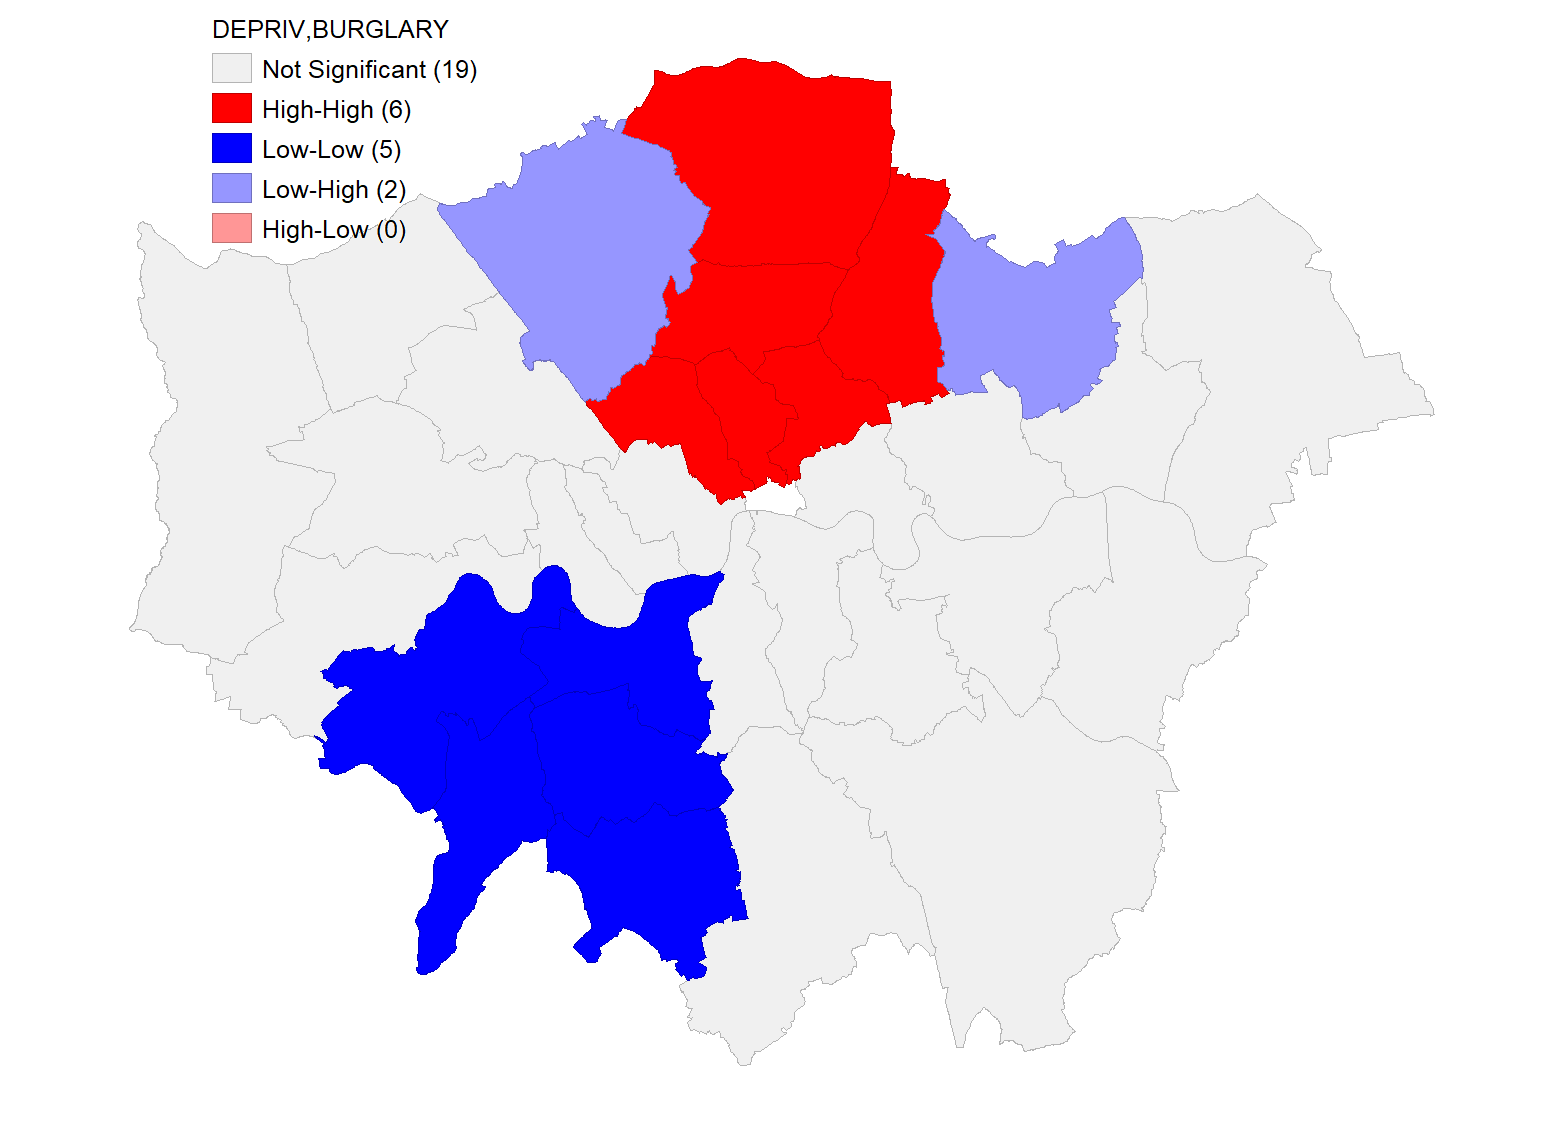 DEPRIV,BURGLARY
Not Significant (19)
High-High (6)
Low-Low (5)
Low-High (2)
High-Low (0)